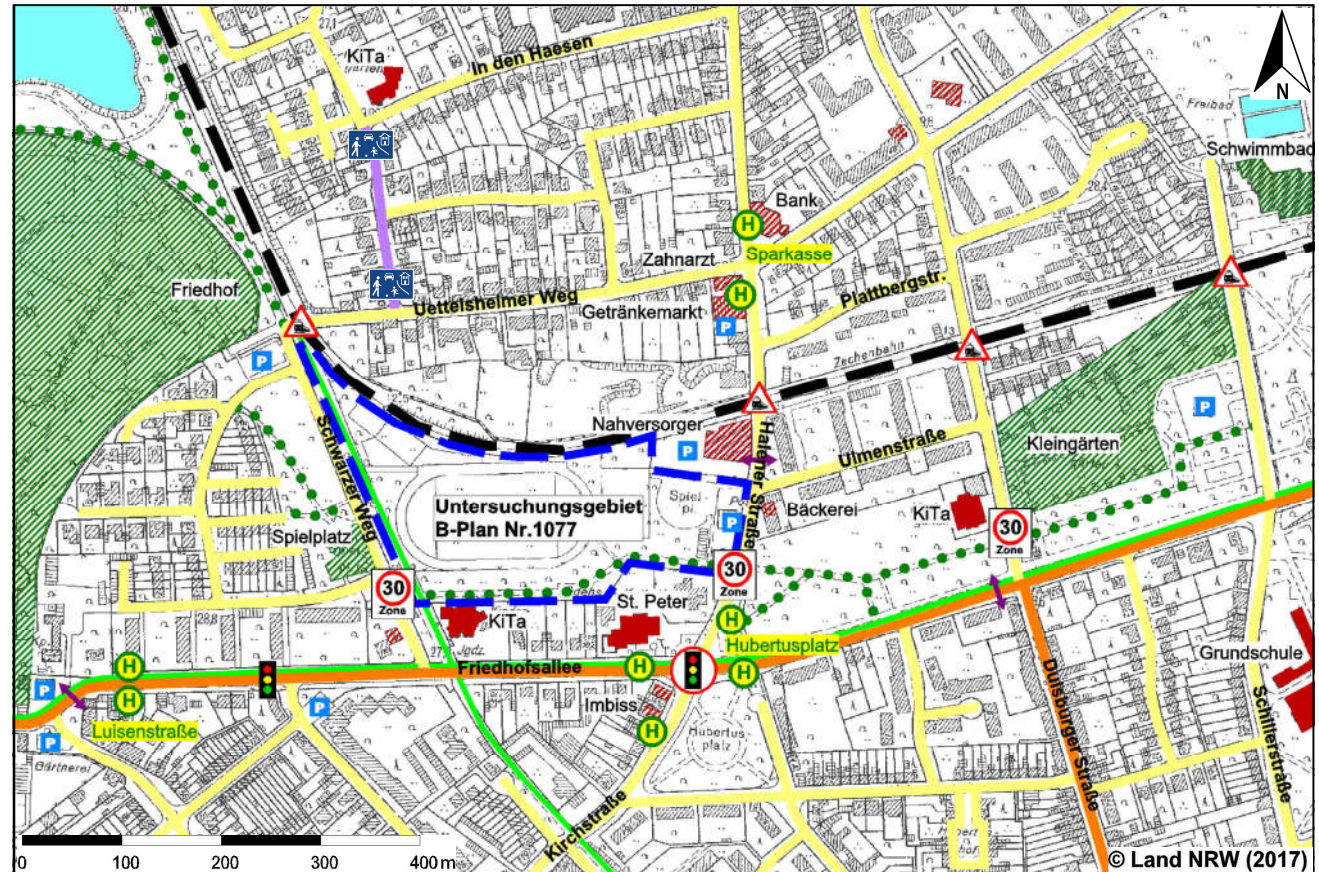 KiTa
In den Haesen
N
Freibad
Schwimmbad
Bank
H
Sparkasse
Zahnarzt
Friedhof
Uettelsheimer Weg
H
Getränkemarkt
Plattbergstr.
P
Zechenbahn
P
Nahversorger
P
Halener Straße
Ulmenstraße
Kleingärten
P
Schwarzer Weg
Untersuchungsgebiet
B-Plan Nr.1077
Spiel
pl.
P
Bäckerei
KiTa
Spielplatz
30
Zone
30
Zone
30
Zone
KiTa
St. Peter
H
Hubertusplatz
Friedhofsallee
H
H
H
H
Grundschule
P
Luisenstraße
P
P
Imbiss
H
Hubertus
platz
Duisburger Straße
Schillerstraße
Gärtnerei
Kirchstraße
0 100 200 300 400 m
© Land NRW (2017)